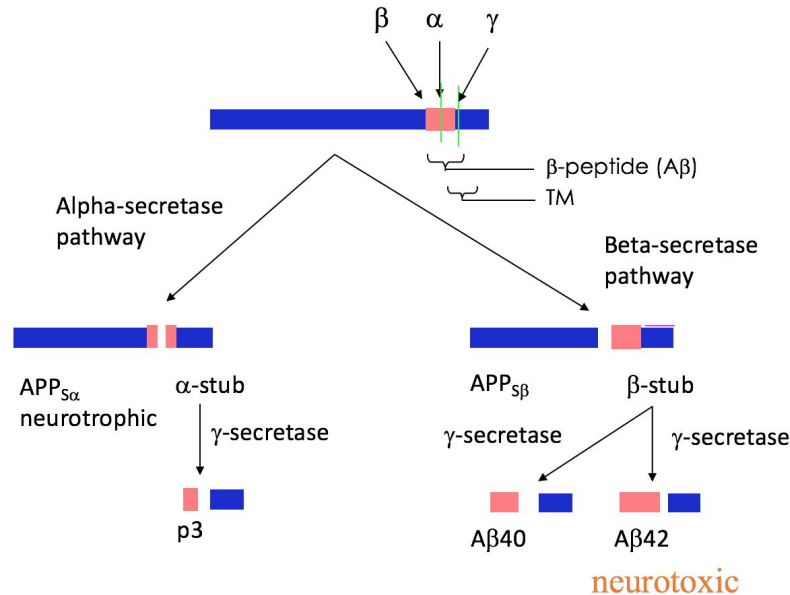 β α γ
β-peptide (Aβ)
TM
Alpha-secretase
pathway
Beta-secretase
pathway
APPSα
neurotrophic
α-stub
APPSβ
β-stub
γ-secretase
γ-secretase
γ-secretase
p3
Aβ40
Aβ42
neurotoxic